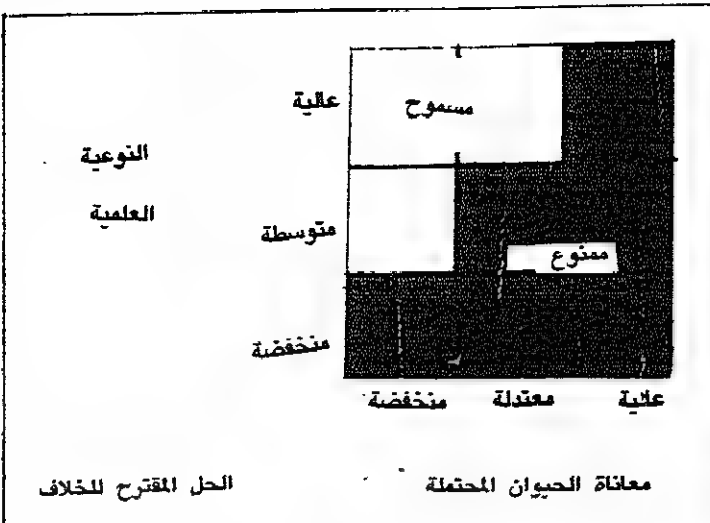 عالية
مسموح
النوعية
العلمية
متوسطة
ممنوع
منخفضة
منخفضة معتدلة عالية
معاناة الحيوان المحتملة
الحل المقترح للخلاف